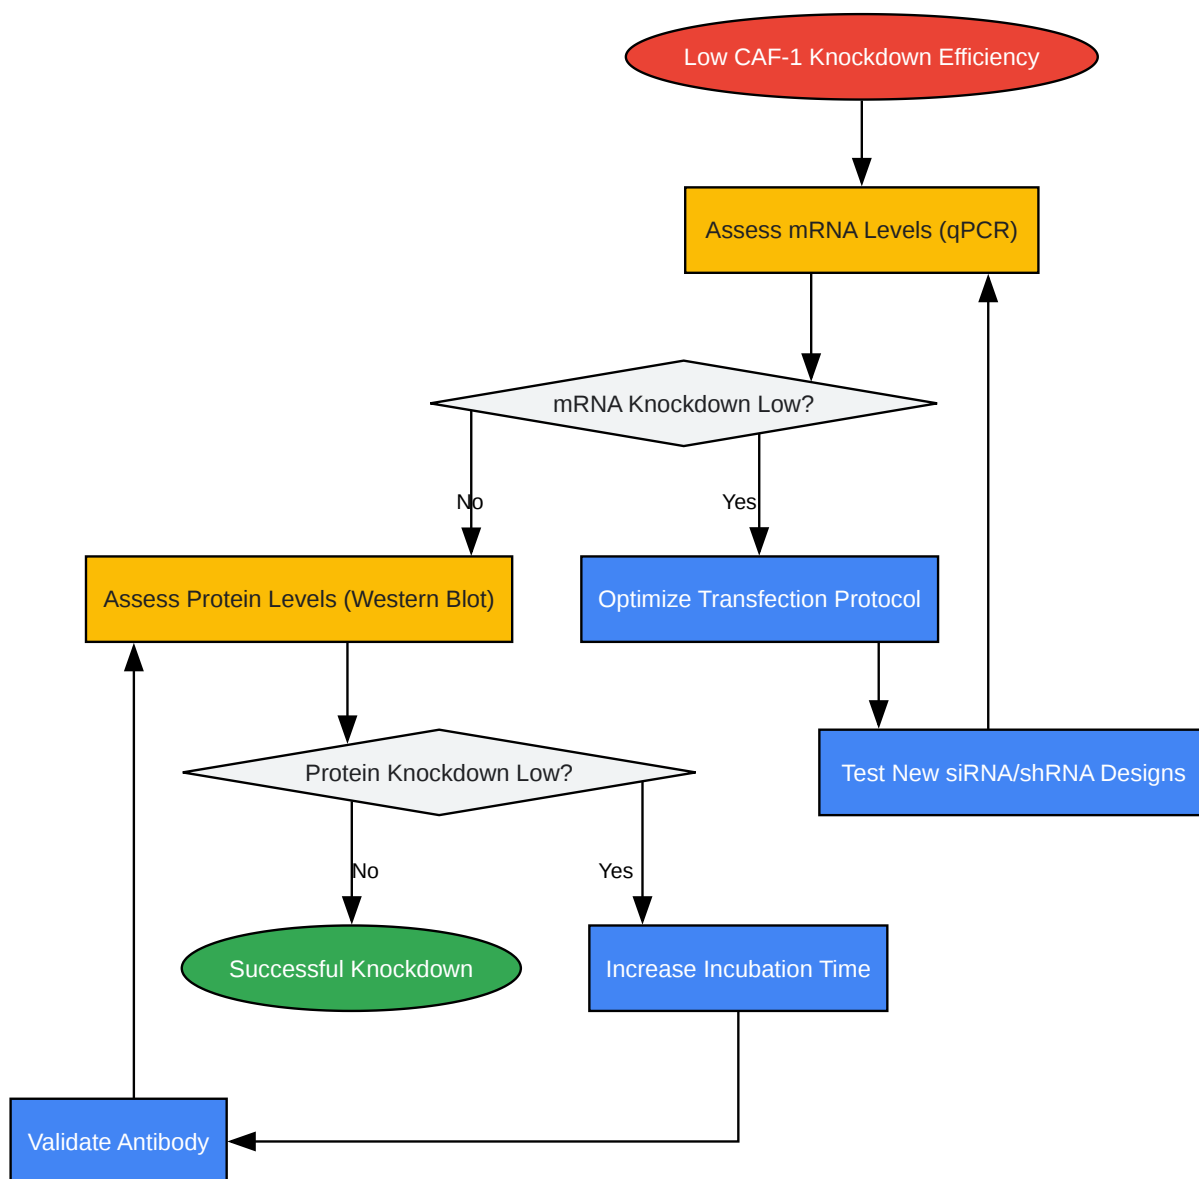 Low CAF-1 Knockdown Efficiency
Assess mRNA Levels (qPCR)
mRNA Knockdown Low?
No
Yes
Assess Protein Levels (Western Blot)
Optimize Transfection Protocol
Protein Knockdown Low?
Test New siRNA/shRNA Designs
No
Yes
Successful Knockdown
Increase Incubation Time
Validate Antibody